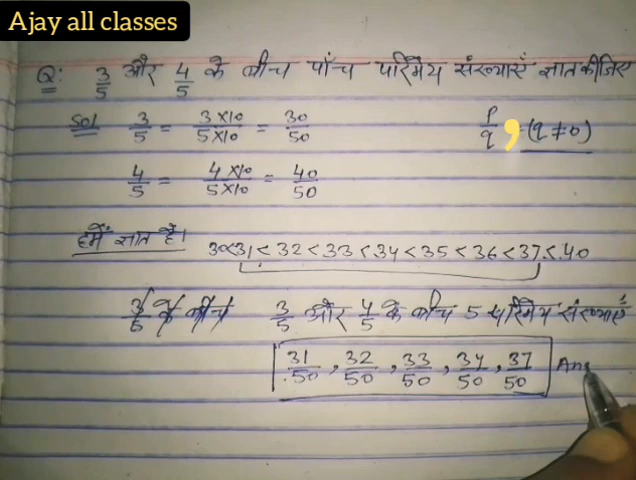 Ajay all classes
Q: 3/5 और 4/5 के बीच पाँच परिमेय संख्याएँ ज्ञात कीजिए
Sol 3/5 = 3×10/5×10 = 30/50 p/q , (q ≠ 0)
4/5 = 4×10/5×10 = 40/50
हमें ज्ञात है। 30<31< 32 < 33 < 34 < 35 < 36 < 37 < 40
3/5 के बीच 3/5 और 4/5 के बीच 5 परिमेय संख्याएँ
31/50 , 32/50 , 33/50 , 34/50 , 37/50 Ans